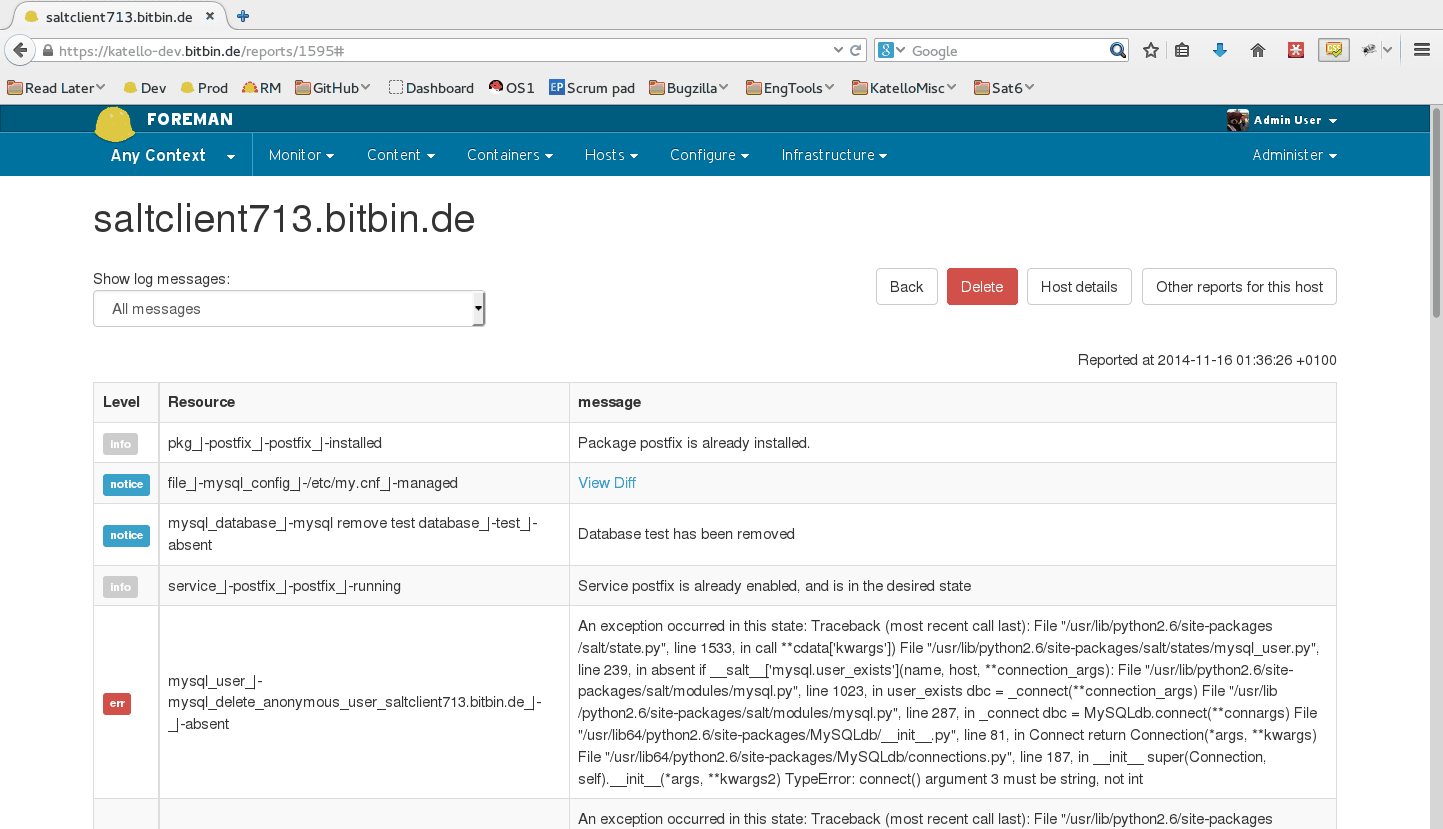 saltclient713.bitbin.de
https://katello-dev.bitbin.de/reports/1595#
Google
Read Later
Dev
Prod
RM
GitHub
Dashboard
OS1
EP Scrum pad
Bugzilla
EngTools
KatelloMisc
Sat6
FOREMAN
Admin User
Any Context
Monitor
Content
Containers
Hosts
Configure
Infrastructure
Administer
saltclient713.bitbin.de
Show log messages:
All messages
Back
Delete
Host details
Other reports for this host
Reported at 2014-11-16 01:36:26 +0100
Level
Resource
message
info
pkg_|-postfix_|-postfix_|-installed
Package postfix is already installed.
notice
file_|-mysql_config_|-/etc/my.cnf_|-managed
View Diff
notice
mysql_database_|-mysql remove test database_|-test_|-
absent
Database test has been removed
info
service_|-postfix_|-postfix_|-running
Service postfix is already enabled, and is in the desired state
err
mysql_user_|-
mysql_delete_anonymous_user_saltclient713.bitbin.de_|-
_|-absent
An exception occurred in this state: Traceback (most recent call last): File "/usr/lib/python2.6/site-packages
/salt/state.py", line 1533, in call **cdata['kwargs']) File "/usr/lib/python2.6/site-packages/salt/states/mysql_user.py",
line 239, in absent if __salt__['mysql.user_exists'](name, host, **connection_args): File "/usr/lib/python2.6/site-
packages/salt/modules/mysql.py", line 1023, in user_exists dbc = _connect(**connection_args) File "/usr/lib
/python2.6/site-packages/salt/modules/mysql.py", line 287, in _connect dbc = MySQLdb.connect(**connargs) File
"/usr/lib64/python2.6/site-packages/MySQLdb/__init__.py", line 81, in Connect return Connection(*args, **kwargs)
File "/usr/lib64/python2.6/site-packages/MySQLdb/connections.py", line 187, in __init__ super(Connection,
self).__init__(*args, **kwargs2) TypeError: connect() argument 3 must be string, not int
An exception occurred in this state: Traceback (most recent call last): File "/usr/lib/python2.6/site-packages